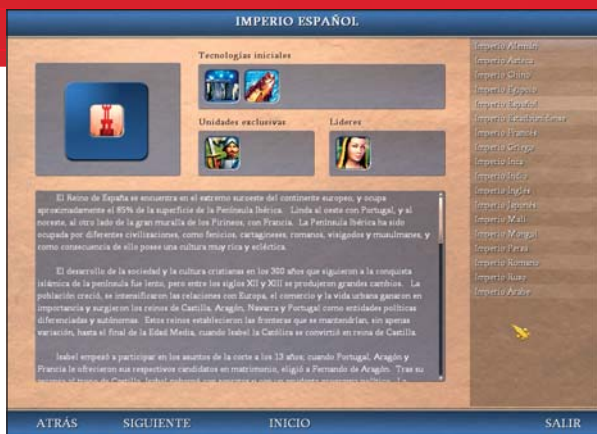 IMPERIO ESPAÑOL
Tecnologías iniciales
Unidades exclusivas
Líderes
El Reino de España se encuentra en el extremo suroeste del continente europeo, y ocupa
aproximadamente el 85% de la superficie de la Península Ibérica. Linda al oeste con Portugal, y al
noreste, al otro lado de la gran muralla de los Pirineos, con Francia. La Península Ibérica ha sido
ocupada por diferentes civilizaciones, como fenicios, cartagineses, romanos, visigodos y musulmanes, y
como consecuencia de ello posee una cultura muy rica y ecléctica.
El desarrollo de la sociedad y la cultura cristianas en los 300 años que siguieron a la conquista
islámica de la península fue lento, pero entre los siglos XII y XIII se produjeron grandes cambios. La
población creció, se intensificaron las relaciones con Europa, el comercio y la vida urbana ganaron en
importancia y surgieron los reinos de Castilla, Aragón, Navarra y Portugal como entidades políticas
diferenciadas y autónomas. Estos reinos establecieron las fronteras que se mantendrían, sin apenas
variación, hasta el final de la Edad Media, cuando Isabel la Católica se convirtió en reina de Castilla.
Isabel empezó a participar en los asuntos de la corte a los 13 años; cuando Portugal, Aragón y
Francia le ofrecieron sus respectivos candidatos en matrimonio, eligió a Fernando de Aragón. Tras su
Imperio Alemán
Imperio Azteca
Imperio Chino
Imperio Egipcio
Imperio Español
Imperio Estadounidense
Imperio Francés
Imperio Griego
Imperio Inca
Imperio Indio
Imperio Inglés
Imperio Japonés
Imperio Mali
Imperio Mongol
Imperio Persa
Imperio Romano
Imperio Ruso
Imperio Árabe
ATRÁS
SIGUIENTE
INICIO
SALIR